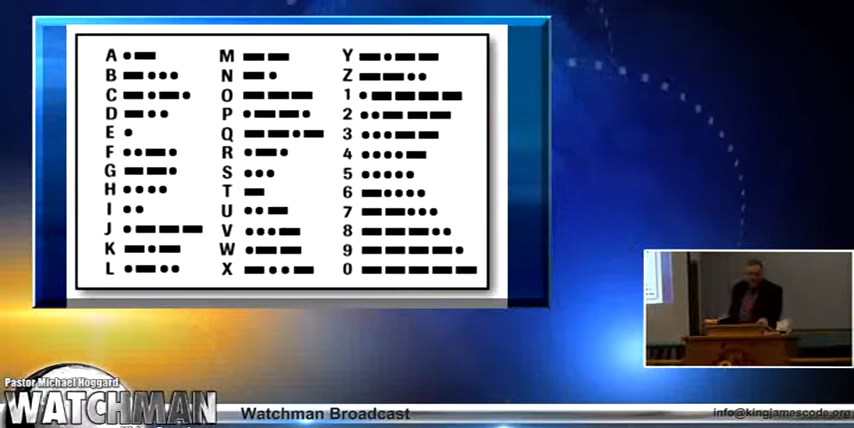 A •—
B —•••
C —•—•
D —••
E •
F ••—•
G ——•
H ••••
I ••
J •———
K —•—
L •—••
M ——
N —•
O ———
P •——•
Q ——•—
R •—•
S •••
T —
U ••—
V •••—
W •——
X —••—
Y —•——
Z ——••
1 •————
2 ••———
3 •••——
4 ••••—
5 •••••
6 —••••
7 ——•••
8 ———••
9 ————•
0 —————
Pastor Michael Hoggard
WATCHMAN
Watchman Broadcast
info@kingjamescode.org